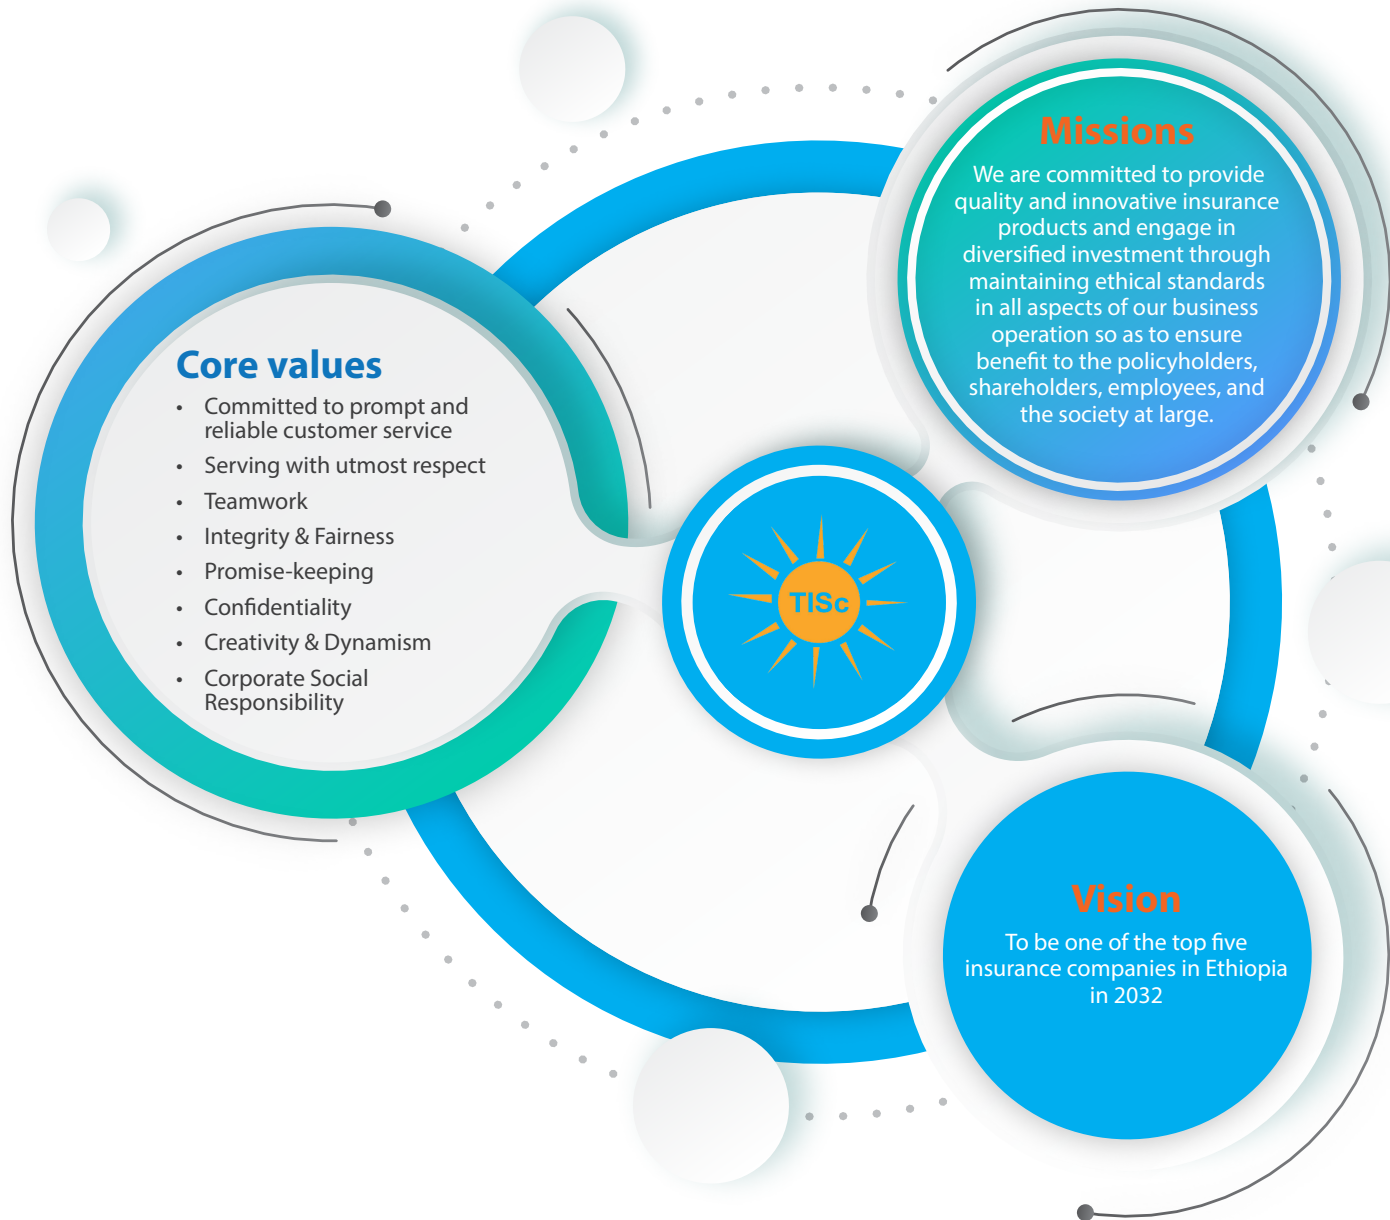 Missions
We are committed to provide
quality and innovative insurance
products and engage in
diversified investment through
maintaining ethical standards
in all aspects of our business
operation so as to ensure
benefit to the policyholders,
shareholders, employees, and
the society at large.
Core values
• Committed to prompt and
reliable customer service
• Serving with utmost respect
• Teamwork
• Integrity & Fairness
• Promise-keeping
• Confidentiality
• Creativity & Dynamism
• Corporate Social
Responsibility
TISc
Vision
To be one of the top five
insurance companies in Ethiopia
in 2032